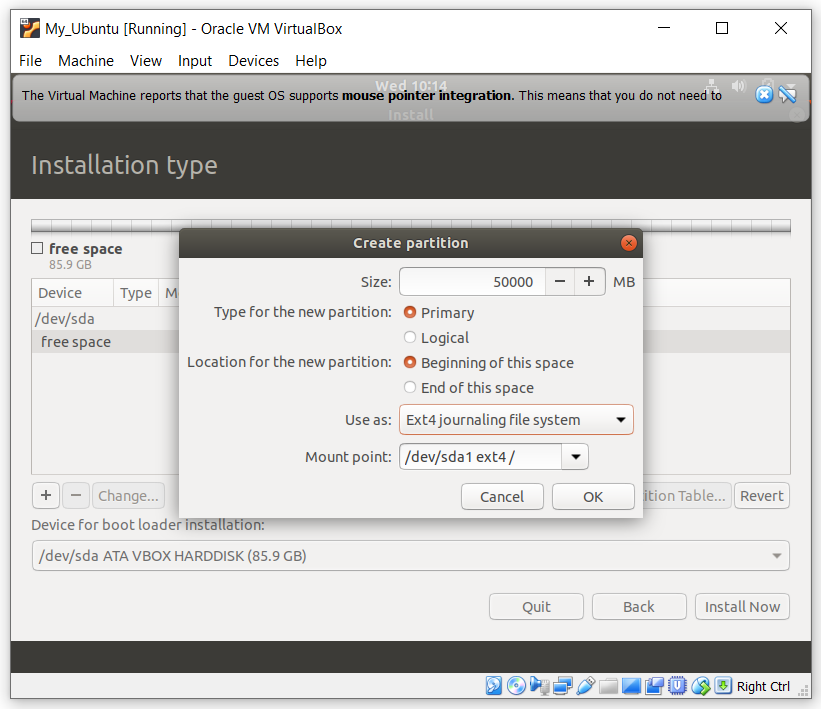 My_Ubuntu [Running] - Oracle VM VirtualBox
File Machine View Input Devices Help
Wed 10:14
The Virtual Machine reports that the guest OS supports mouse pointer integration. This means that you do not need to
Install
Installation type
free space
85.9 GB
Device Type M
/dev/sda
free space
Create partition
Size: 50000 − + MB
Type for the new partition: Primary
Logical
Location for the new partition: Beginning of this space
End of this space
Use as: Ext4 journaling file system
Mount point: /dev/sda1 ext4 /
Cancel OK
+ − Change... ition Table... Revert
Device for boot loader installation:
/dev/sda ATA VBOX HARDDISK (85.9 GB)
Quit Back Install Now
Right Ctrl